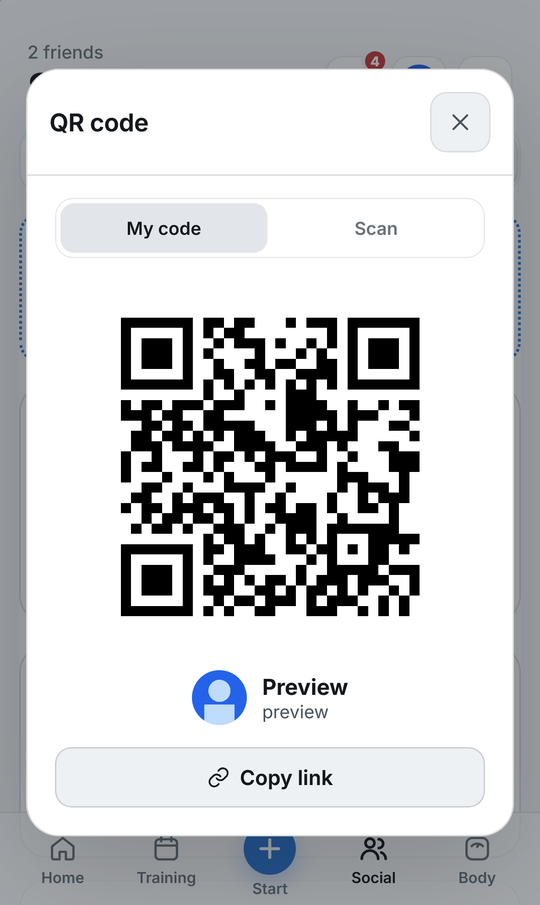 2 friends
4
QR code
My code
Scan
Preview
preview
Copy link
Home
Training
Start
Social
Body